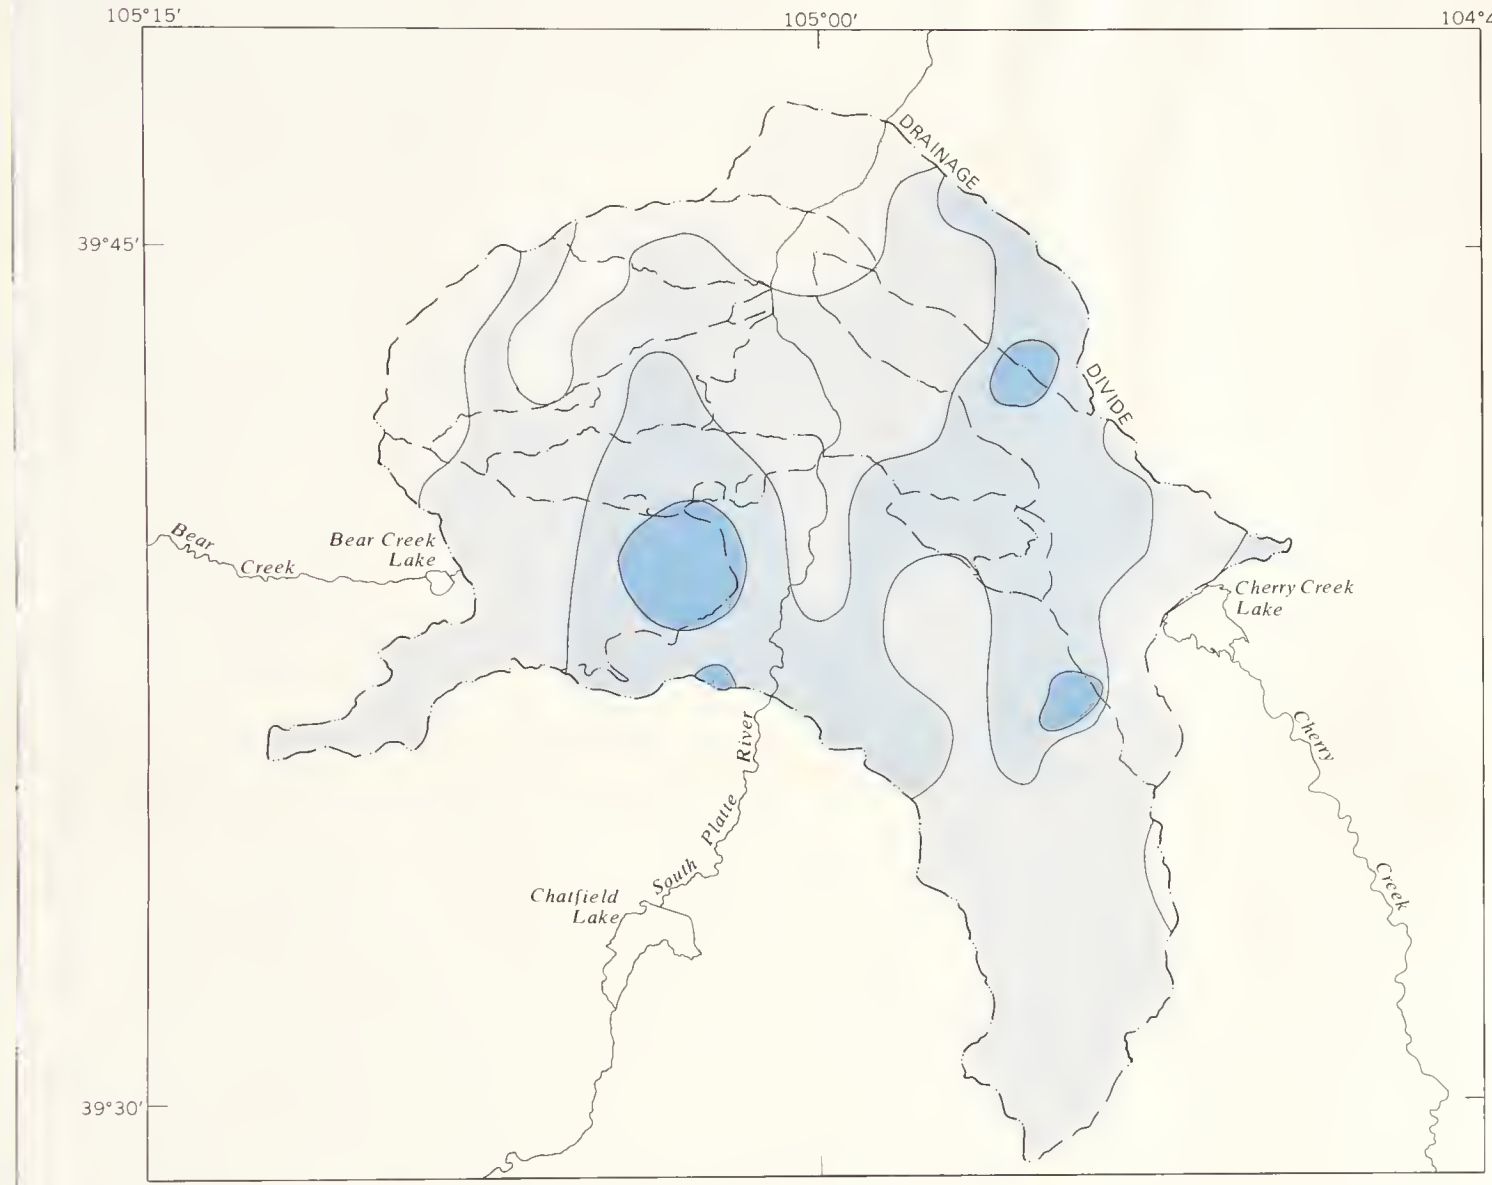 105°15'
105°00'
104°4
DRAINAGE
39°45'
DIVIDE
Bear
Creek
Bear Creek
Lake
Cherry Creek
Lake
River
Platte
South
Cherry
Creek
Chatfield
Lake
39°30'